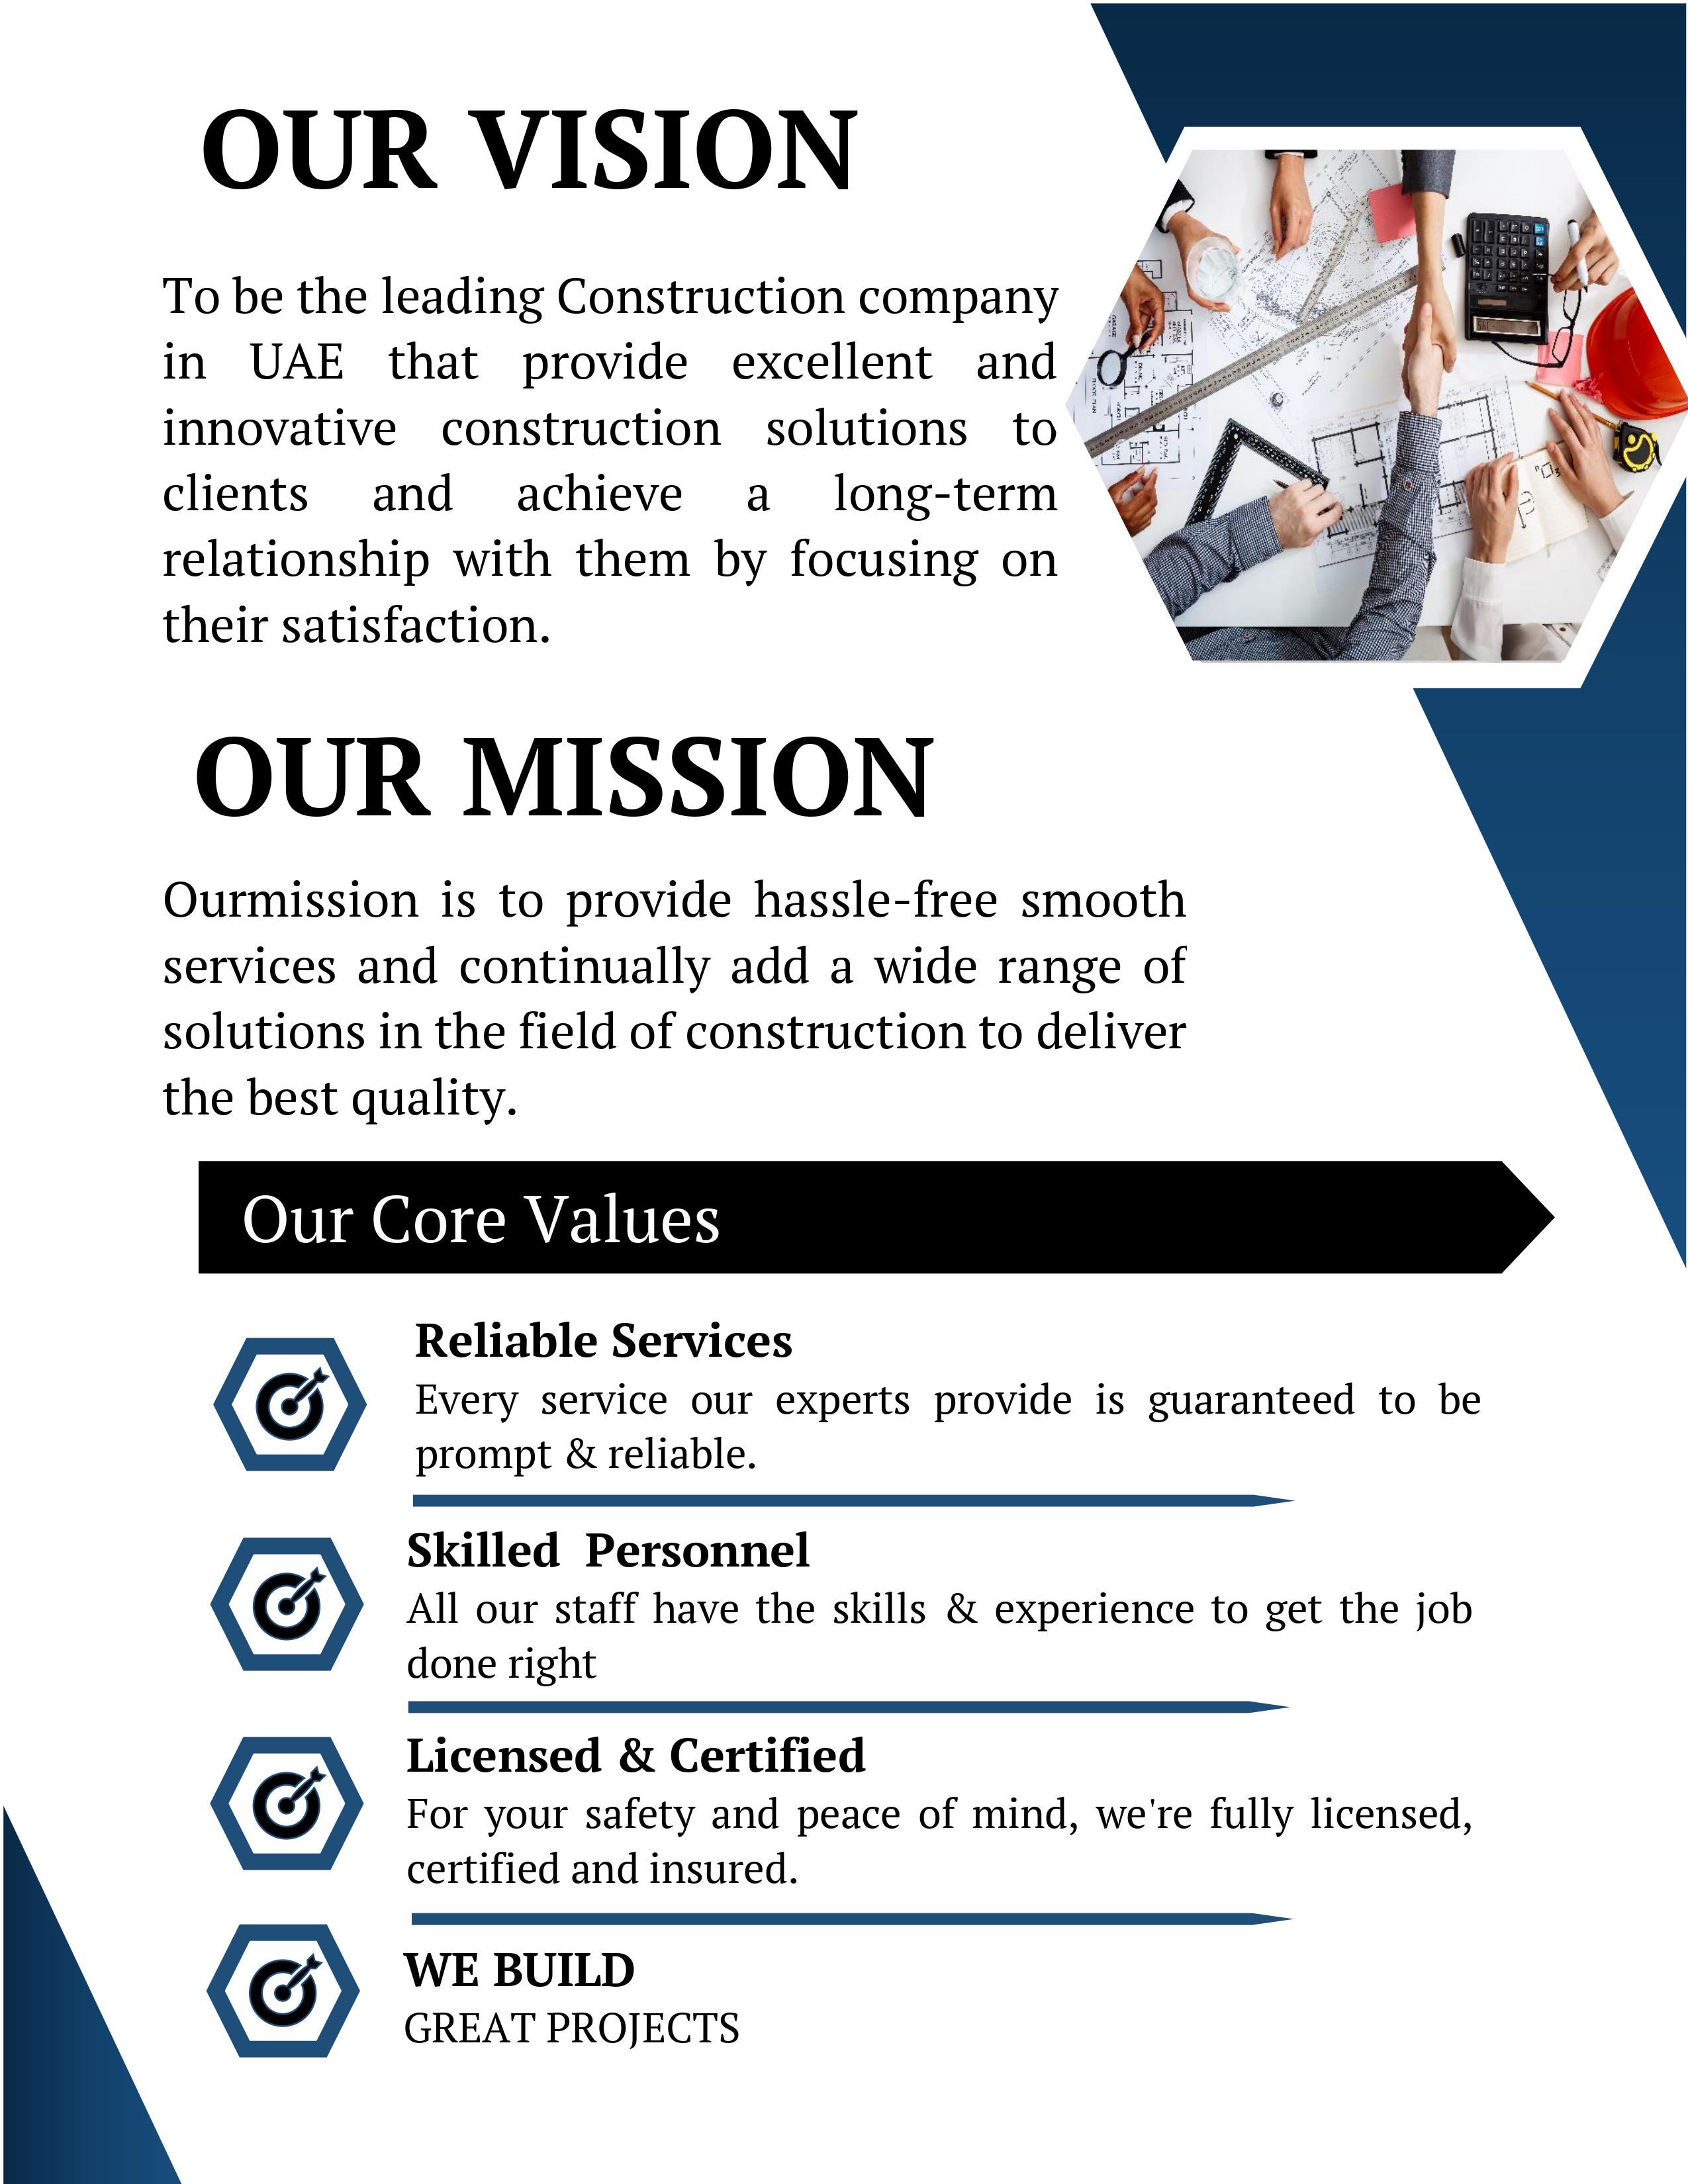 OUR VISION
To be the leading Construction company
in UAE that provide excellent and
innovative construction solutions to
clients and achieve a long-term
relationship with them by focusing on
their satisfaction.
OUR MISSION
Ourmission is to provide hassle-free smooth
services and continually add a wide range of
solutions in the field of construction to deliver
the best quality.
Our Core Values
Reliable Services
Every service our experts provide is guaranteed to be
prompt & reliable.
Skilled Personnel
All our staff have the skills & experience to get the job
done right
Licensed & Certified
For your safety and peace of mind, we're fully licensed,
certified and insured.
WE BUILD
GREAT PROJECTS